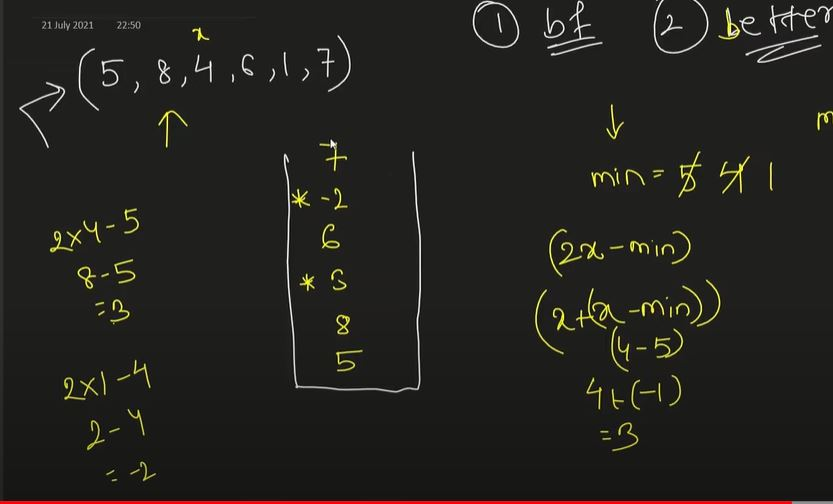 21 July 2021 22:50
① bf ② better
x
(5, 8, 4, 6, 1, 7)
min = 5 4 1
7
* -2
6
* 3
8
5
2x4-5
8-5
=3
2x1-4
2-4
=-2
(2x-min)
(x+(x-min))
(4-5)
4+(-1)
=3
m